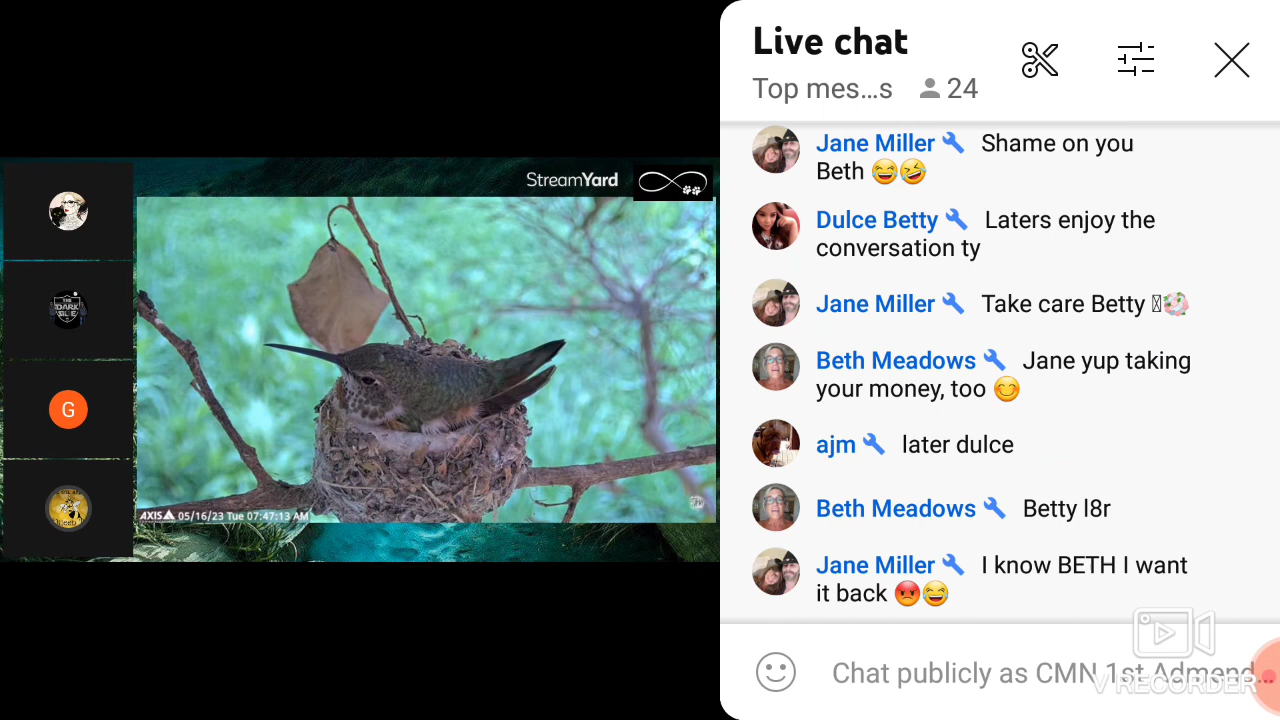 StreamYard
THE
DARK
G
AXIS 05/16/23 Tue 07:47:13 AM
Live chat
Top mes...s 24
Jane Miller Shame on you
Beth 😂🤣
Dulce Betty Laters enjoy the
conversation ty
Jane Miller Take care Betty
Beth Meadows Jane yup taking
your money, too 😊
ajm later dulce
Beth Meadows Betty l8r
Jane Miller I know BETH I want
it back 😡😂
Chat publicly as CMN 1st Admend...
V RECORDER